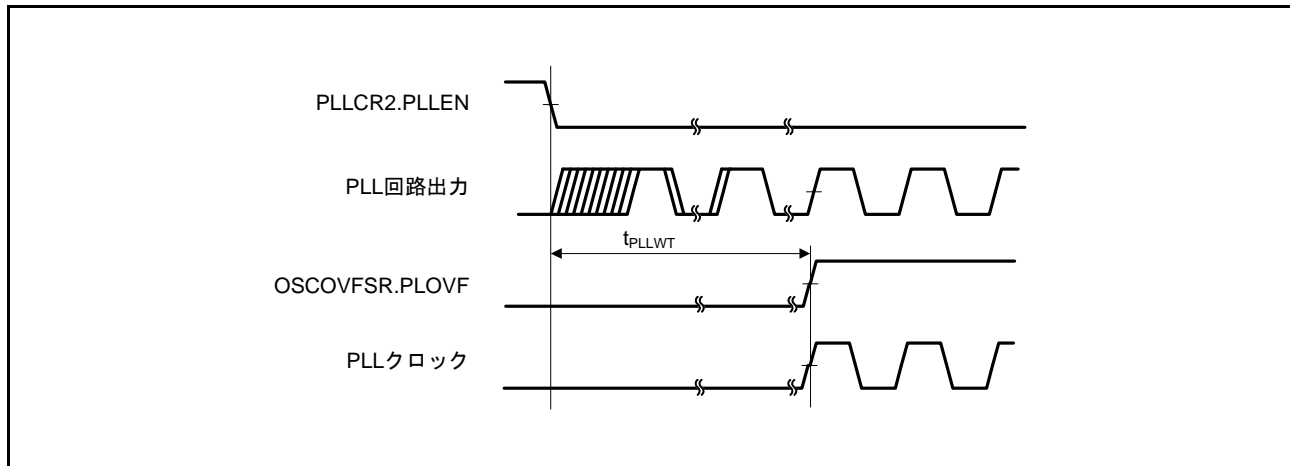 PLLCR2.PLLEN
PLL回路出力
tPLLWT
OSCOVFSR.PLOVF
PLLクロック